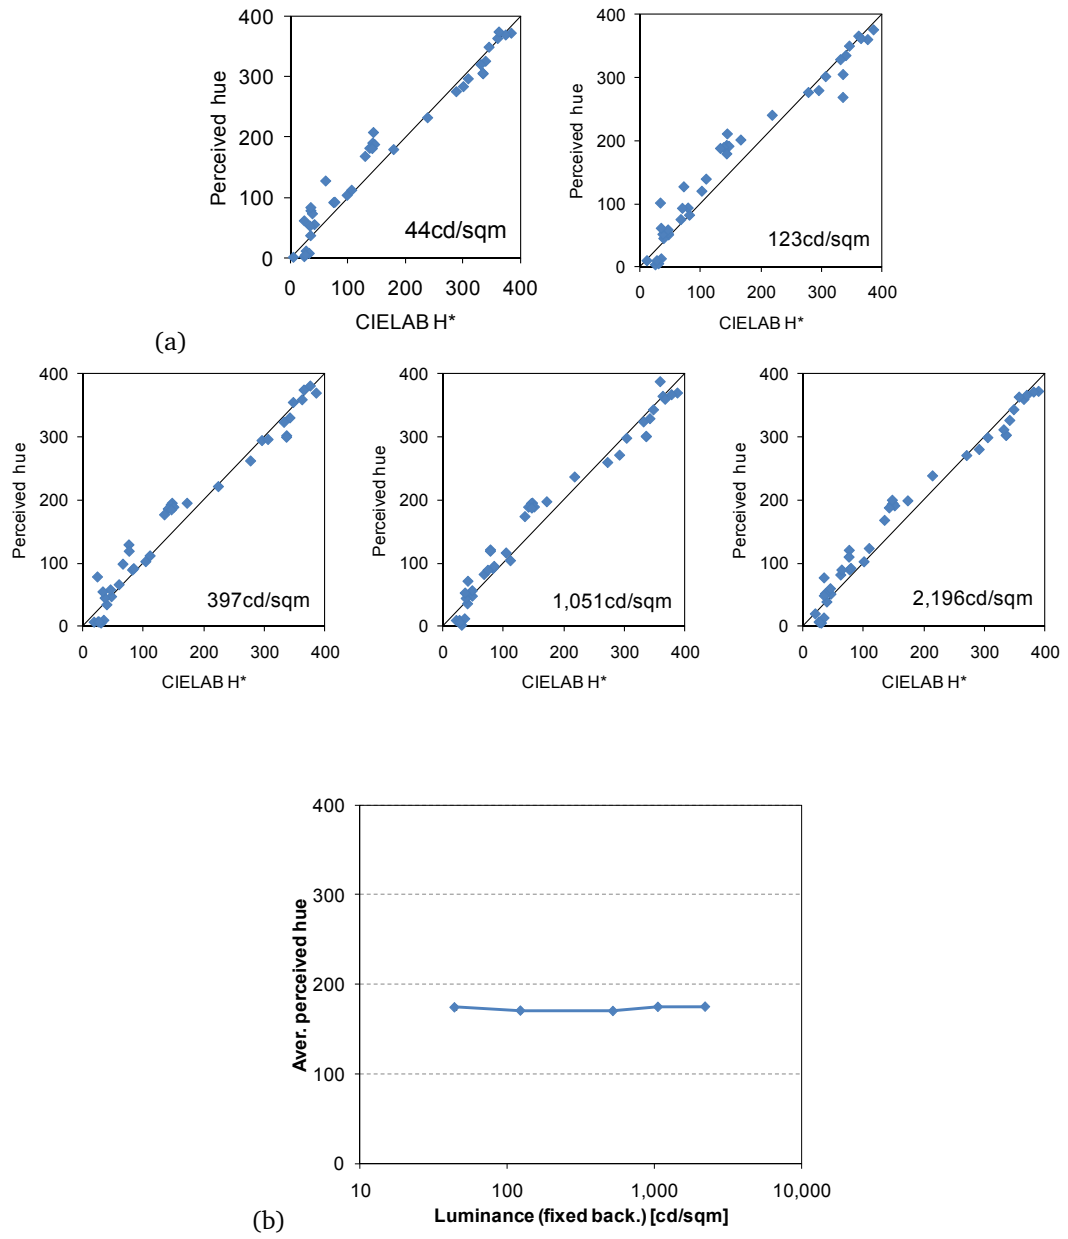 400
300
200
100
0
Perceived hue
44cd/sqm
0 100 200 300 400
CIELAB H*
400
300
200
100
0
Perceived hue
123cd/sqm
0 100 200 300 400
CIELAB H*
(a)
400
300
200
100
0
Perceived hue
397cd/sqm
0 100 200 300 400
CIELAB H*
400
300
200
100
0
Perceived hue
1,051cd/sqm
0 100 200 300 400
CIELAB H*
400
300
200
100
0
Perceived hue
2,196cd/sqm
0 100 200 300 400
CIELAB H*
400
300
200
100
0
Aver. perceived hue
10 100 1,000 10,000
Luminance (fixed back.) [cd/sqm]
(b)